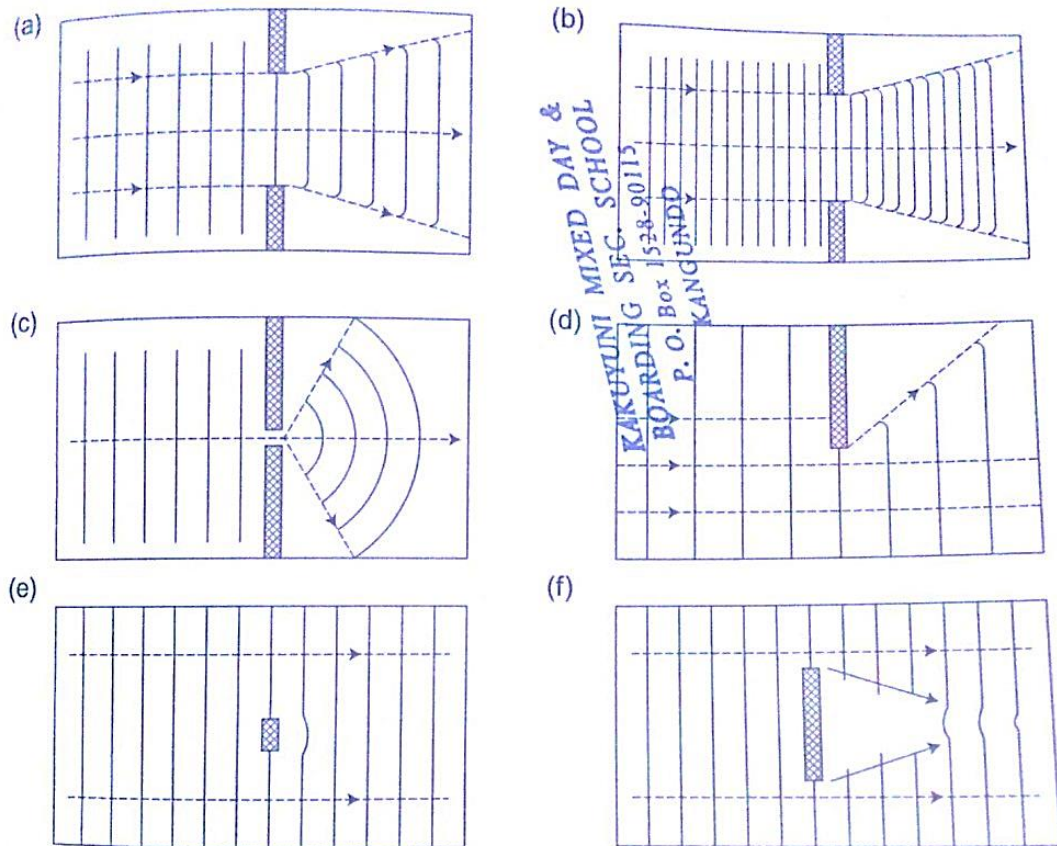 (a)
(b)
KAKUYUNI MIXED DAY &
BOARDING SEC. SCHOOL
P. O. Box 1528-90115
KANGUNDO
(c)
(d)
(e)
(f)